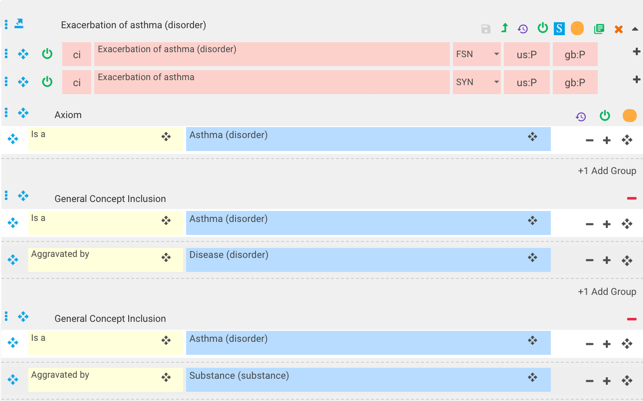 Exacerbation of asthma (disorder)
S
ci Exacerbation of asthma (disorder) FSN us:P gb:P
ci Exacerbation of asthma SYN us:P gb:P
Axiom
Is a Asthma (disorder)
+1 Add Group
General Concept Inclusion
Is a Asthma (disorder)
Aggravated by Disease (disorder)
+1 Add Group
General Concept Inclusion
Is a Asthma (disorder)
Aggravated by Substance (substance)